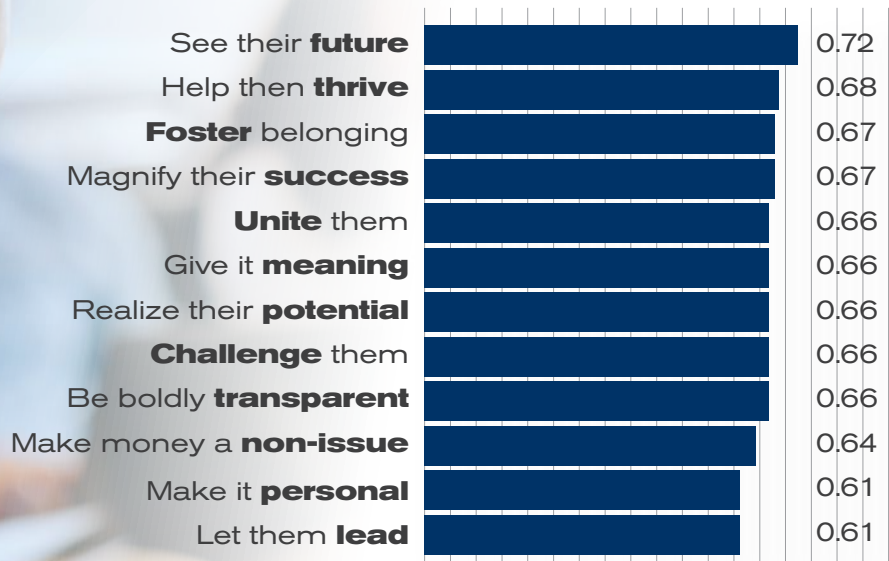 See their future 0.72
Help then thrive 0.68
Foster belonging 0.67
Magnify their success 0.67
Unite them 0.66
Give it meaning 0.66
Realize their potential 0.66
Challenge them 0.66
Be boldly transparent 0.66
Make money a non-issue 0.64
Make it personal 0.61
Let them lead 0.61